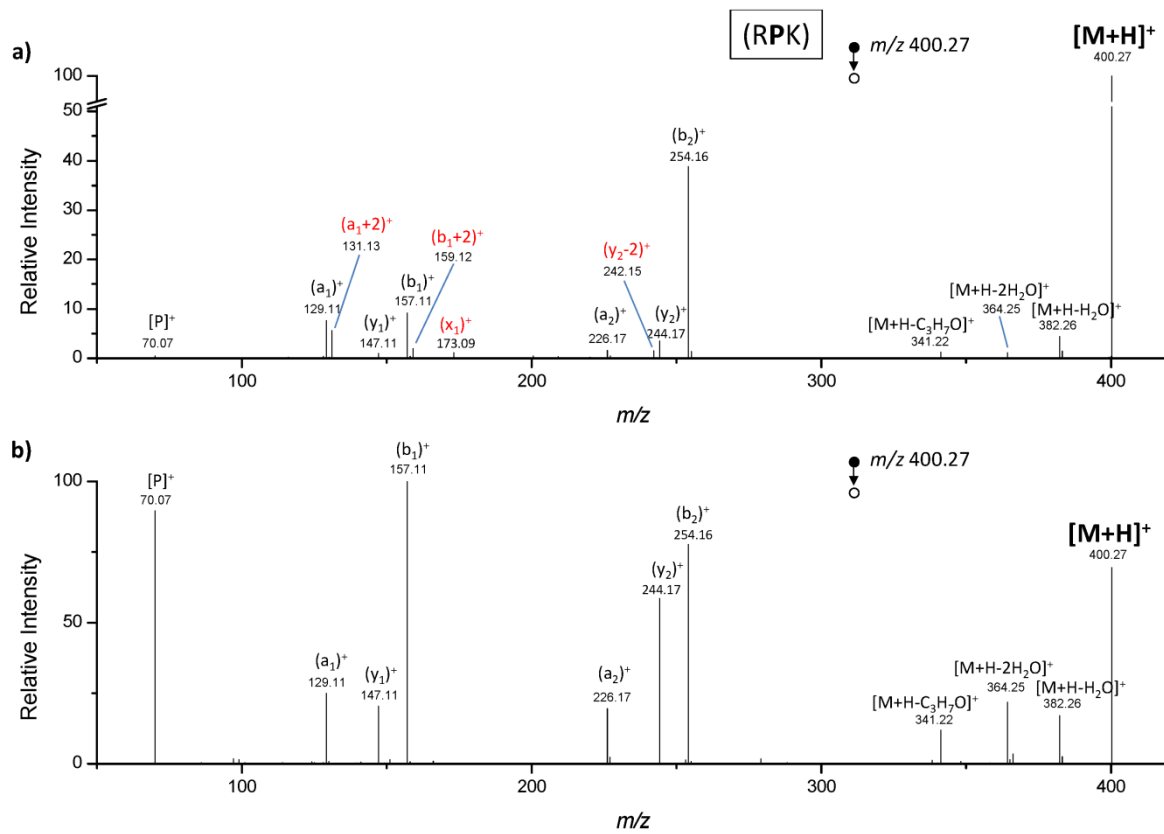 a)
(RPK)
m/z 400.27
[M+H]⁺
400.27
Relative Intensity
100
50
40
30
20
10
0
[P]⁺
70.07
(a₁)⁺
129.11
(a₁+2)⁺
131.13
(y₁)⁺
147.11
(b₁)⁺
157.11
(b₁+2)⁺
159.12
(x₁)⁺
173.09
(a₂)⁺
226.17
(y₂-2)⁺
242.15
(y₂)⁺
244.17
(b₂)⁺
254.16
[M+H-C₃H₇O]⁺
341.22
[M+H-2H₂O]⁺
364.25
[M+H-H₂O]⁺
382.26
100
200
300
400
m/z
b)
m/z 400.27
[M+H]⁺
400.27
Relative Intensity
100
50
0
[P]⁺
70.07
(a₁)⁺
129.11
(y₁)⁺
147.11
(b₁)⁺
157.11
(a₂)⁺
226.17
(y₂)⁺
244.17
(b₂)⁺
254.16
[M+H-C₃H₇O]⁺
341.22
[M+H-2H₂O]⁺
364.25
[M+H-H₂O]⁺
382.26
100
200
300
400
m/z